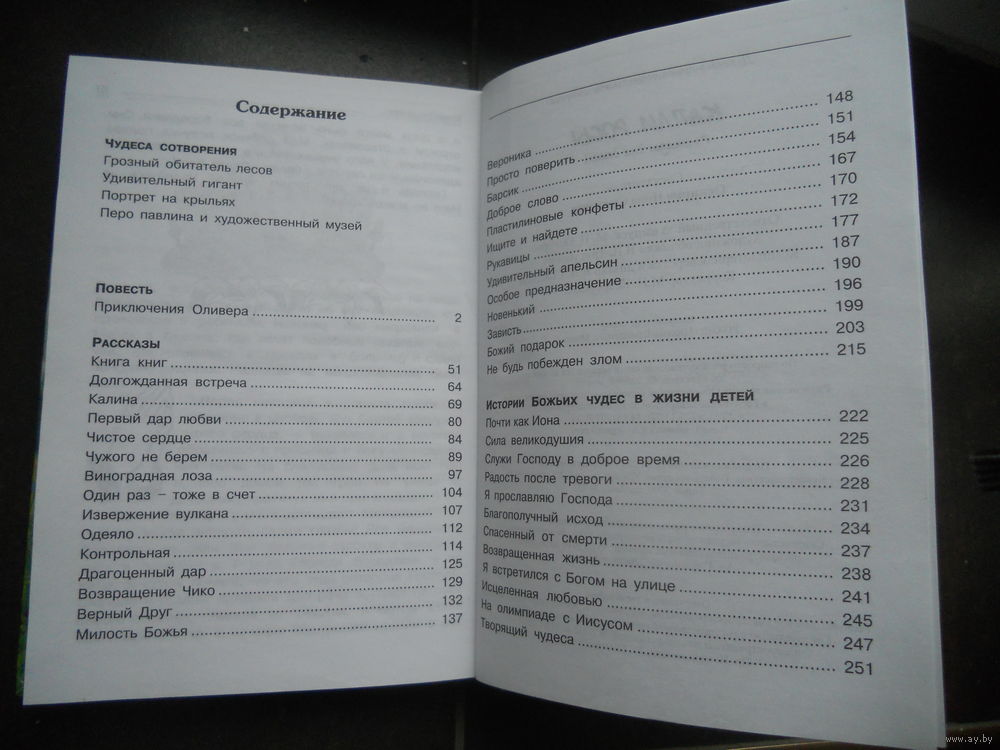 Содержание
Чудеса сотворения
Грозный обитатель лесов
Удивительный гигант
Портрет на крыльях
Перо павлина и художественный музей
Повесть
Приключения Оливера 2
Рассказы
Книга книг 51
Долгожданная встреча 64
Калина 69
Первый дар любви 80
Чистое сердце 84
Чужого не берем 89
Виноградная лоза 97
Один раз – тоже в счет 104
Извержение вулкана 107
Одеяло 112
Контрольная 114
Драгоценный дар 125
Возвращение Чико 129
Верный Друг 132
Милость Божья 137
Вероника 148
Просто поверить 151
Барсик 154
Доброе слово 167
Пластилиновые конфеты 170
Ищите и найдете 172
Рукавицы 177
Удивительный апельсин 187
Особое предназначение 190
Новенький 196
Зависть 199
Божий подарок 203
Не будь побежден злом 215
Истории Божьих чудес в жизни детей
Почти как Иона 222
Сила великодушия 225
Служи Господу в доброе время 226
Радость после тревоги 228
Я прославляю Господа 231
Благополучный исход 234
Спасенный от смерти 237
Возвращенная жизнь 238
Я встретился с Богом на улице 241
Исцеленная любовью 245
На олимпиаде с Иисусом 247
Творящий чудеса 251
www.ay.by